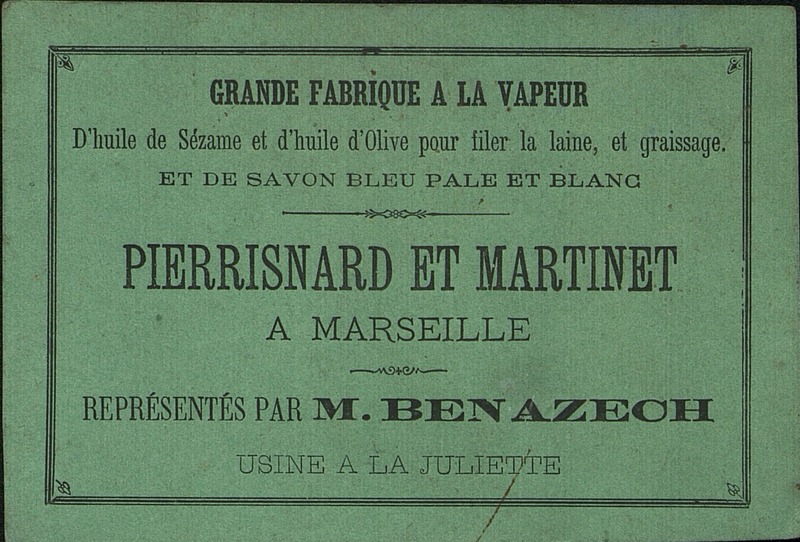 GRANDE FABRIQUE A LA VAPEUR
D'huile de Sézame et d'huile d'Olive pour filer la laine, et graissage.
ET DE SAVON BLEU PALE ET BLANC
PIERRISNARD ET MARTINET
A MARSEILLE
REPRÉSENTÉS PAR M. BENAZECH
USINE A LA JULIETTE